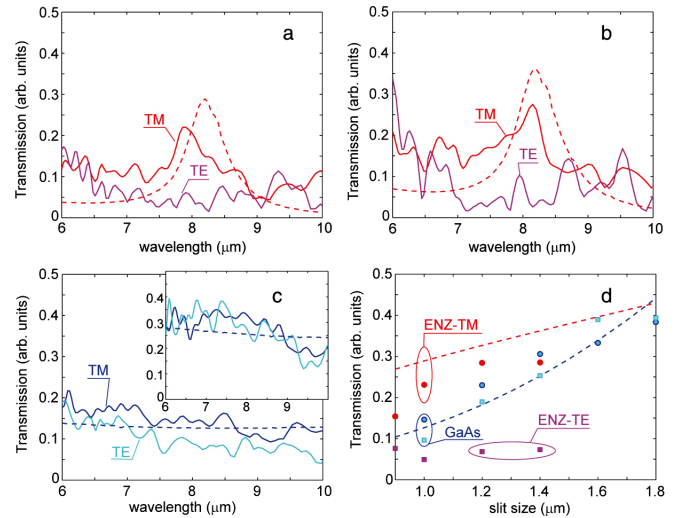 a
Transmission (arb. units)
0.5
0.4
0.3
0.2
0.1
0
TM
TE
6 7 8 9 10
wavelength (μm)
b
Transmission (arb. units)
0.5
0.4
0.3
0.2
0.1
0
TM
TE
6 7 8 9 10
wavelength (μm)
c
Transmission (arb. units)
0.5
0.4
0.3
0.2
0.1
0
0.4
0.3
0.2
0.1
0
6 7 8 9
TM
TE
6 7 8 9 10
wavelength (μm)
d
Transmission (arb. units)
0.5
0.4
0.3
0.2
0.1
0
ENZ-TM
GaAs
ENZ-TE
1.0 1.2 1.4 1.6 1.8
slit size (μm)